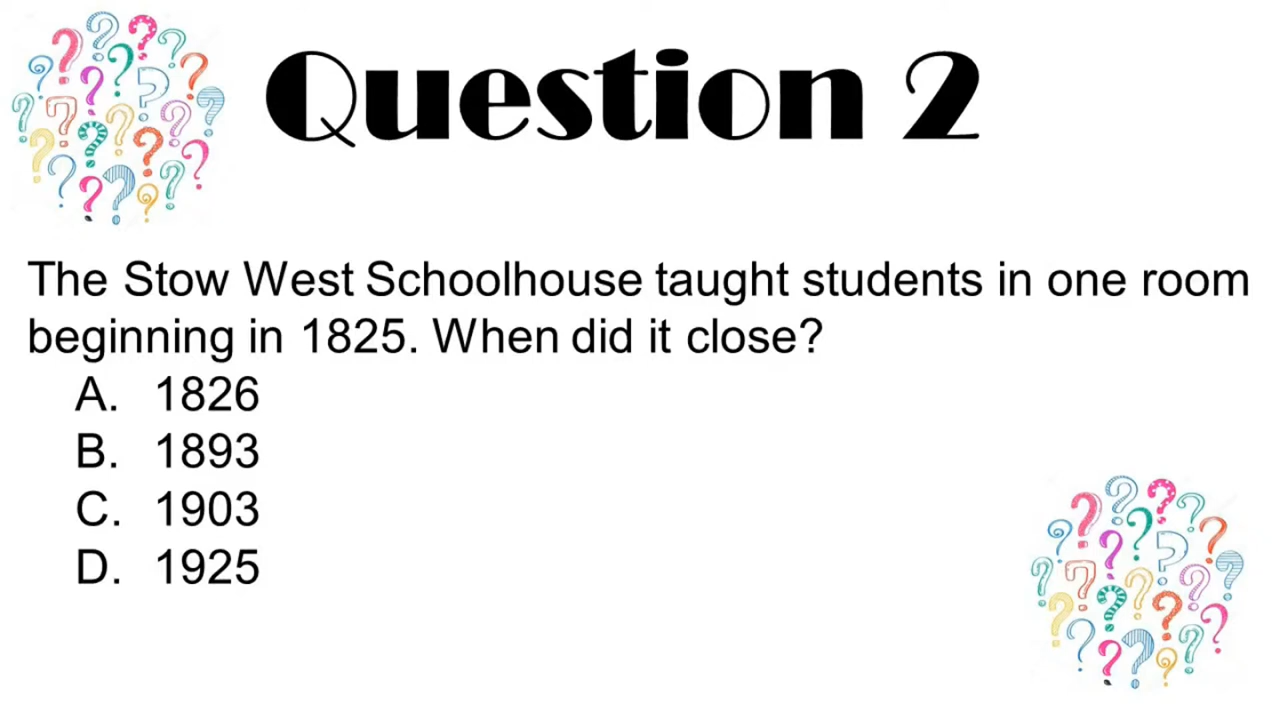 Question 2
The Stow West Schoolhouse taught students in one room
beginning in 1825. When did it close?
A. 1826
B. 1893
C. 1903
D. 1925